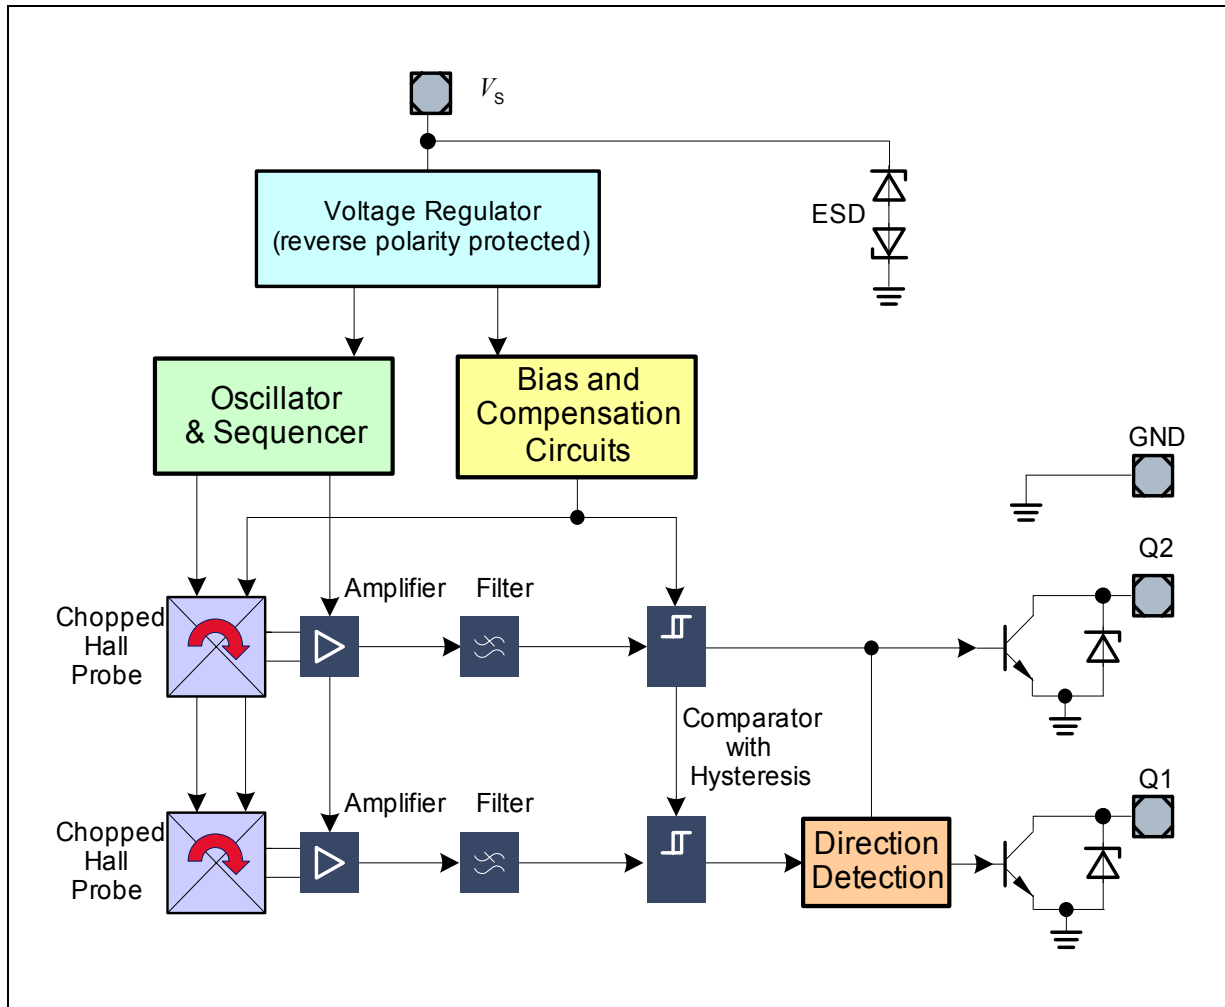 VS
Voltage Regulator
(reverse polarity protected)
ESD
Oscillator
& Sequencer
Bias and
Compensation
Circuits
GND
Q2
Amplifier
Filter
Chopped
Hall
Probe
Comparator
with
Hysteresis
Q1
Amplifier
Filter
Chopped
Hall
Probe
Direction
Detection